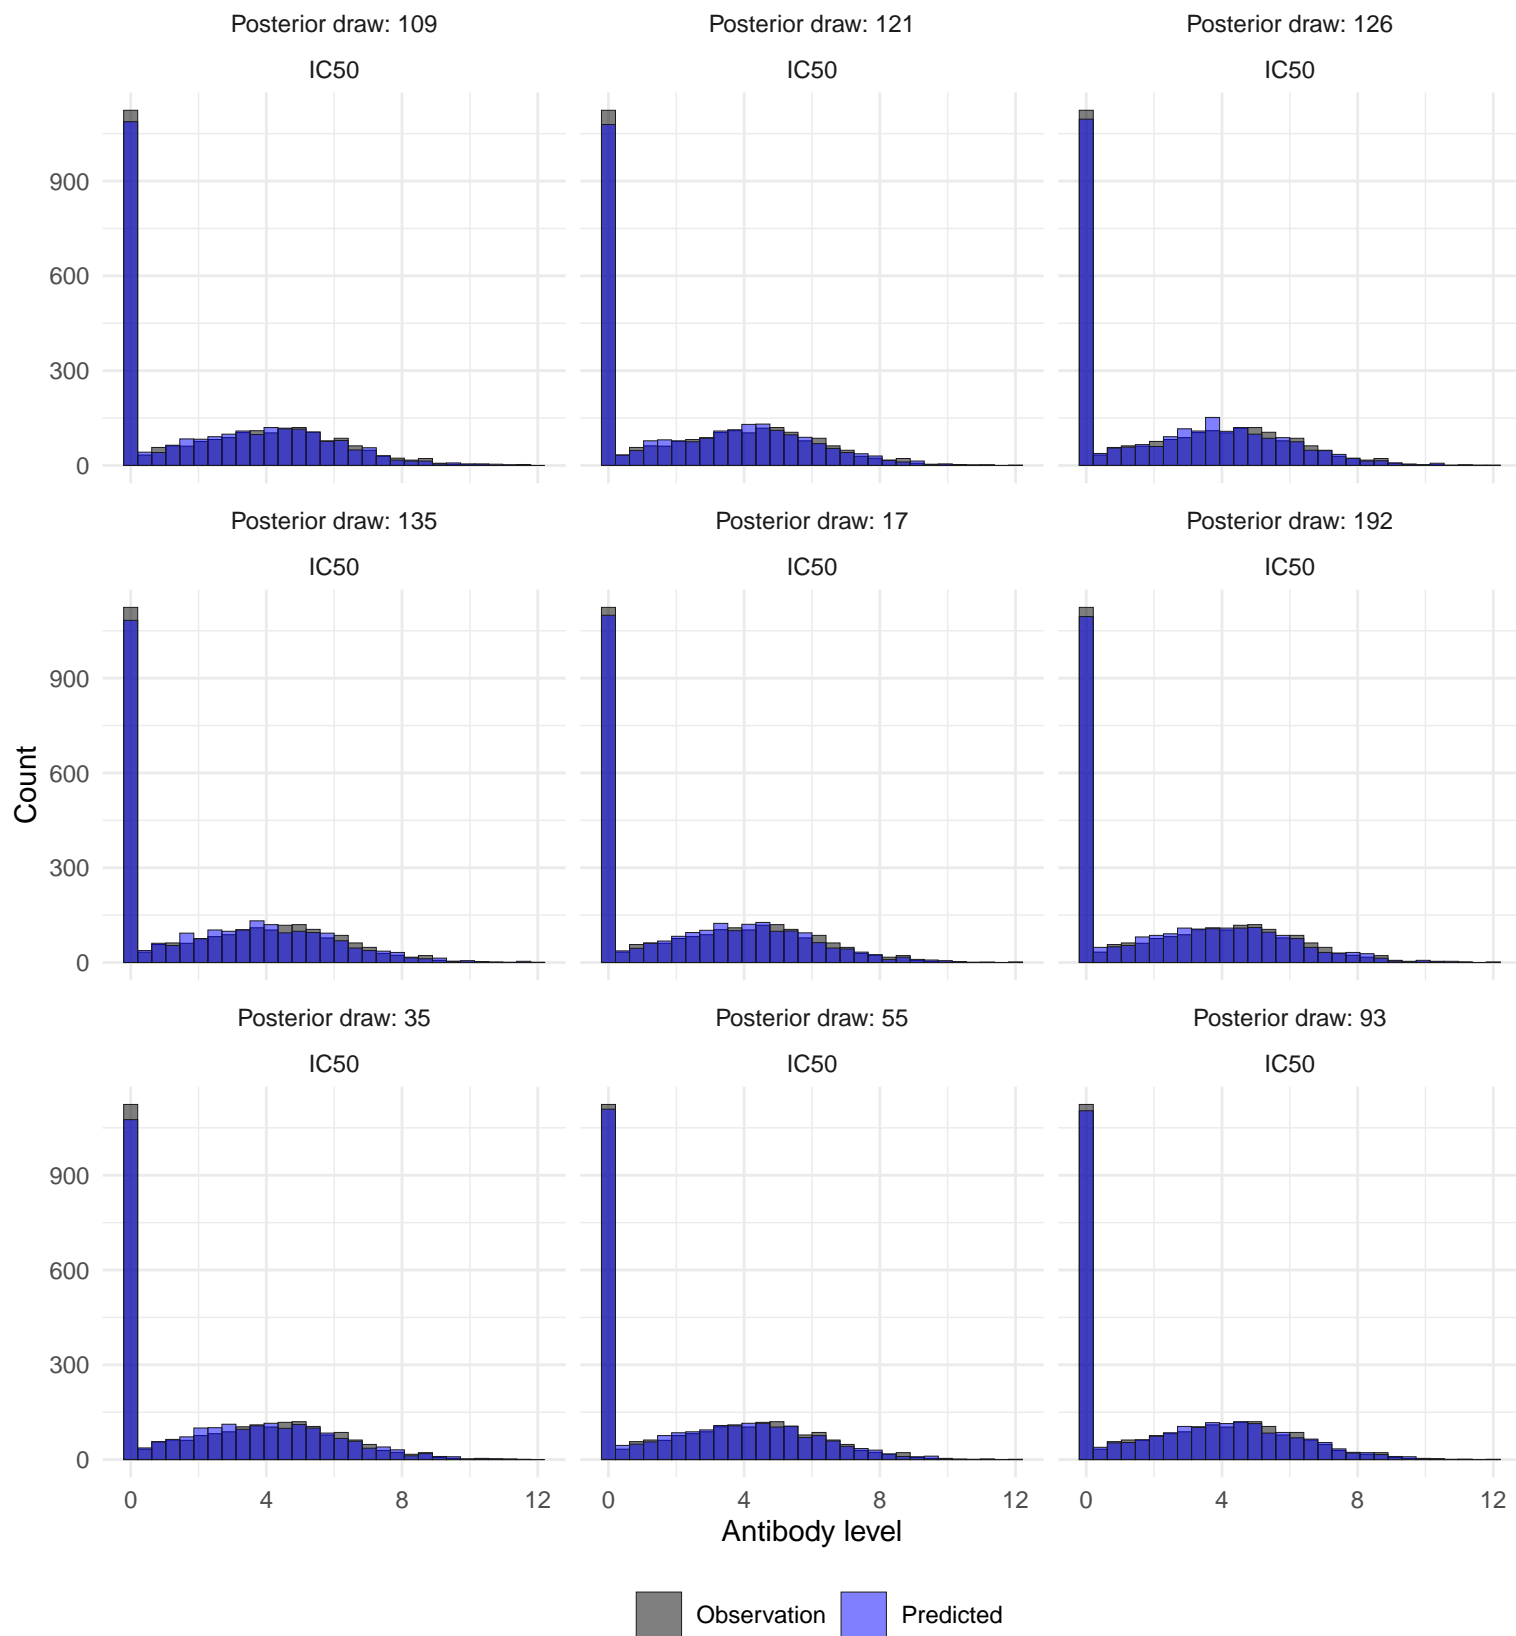 Posterior draw: 109
Posterior draw: 121
Posterior draw: 126
IC50
IC50
IC50
900
600
300
0
Posterior draw: 135
Posterior draw: 17
Posterior draw: 192
IC50
IC50
IC50
900
600
300
0
Count
Posterior draw: 35
Posterior draw: 55
Posterior draw: 93
IC50
IC50
IC50
900
600
300
0
0 4 8 12
0 4 8 12
0 4 8 12
Antibody level
Observation
Predicted